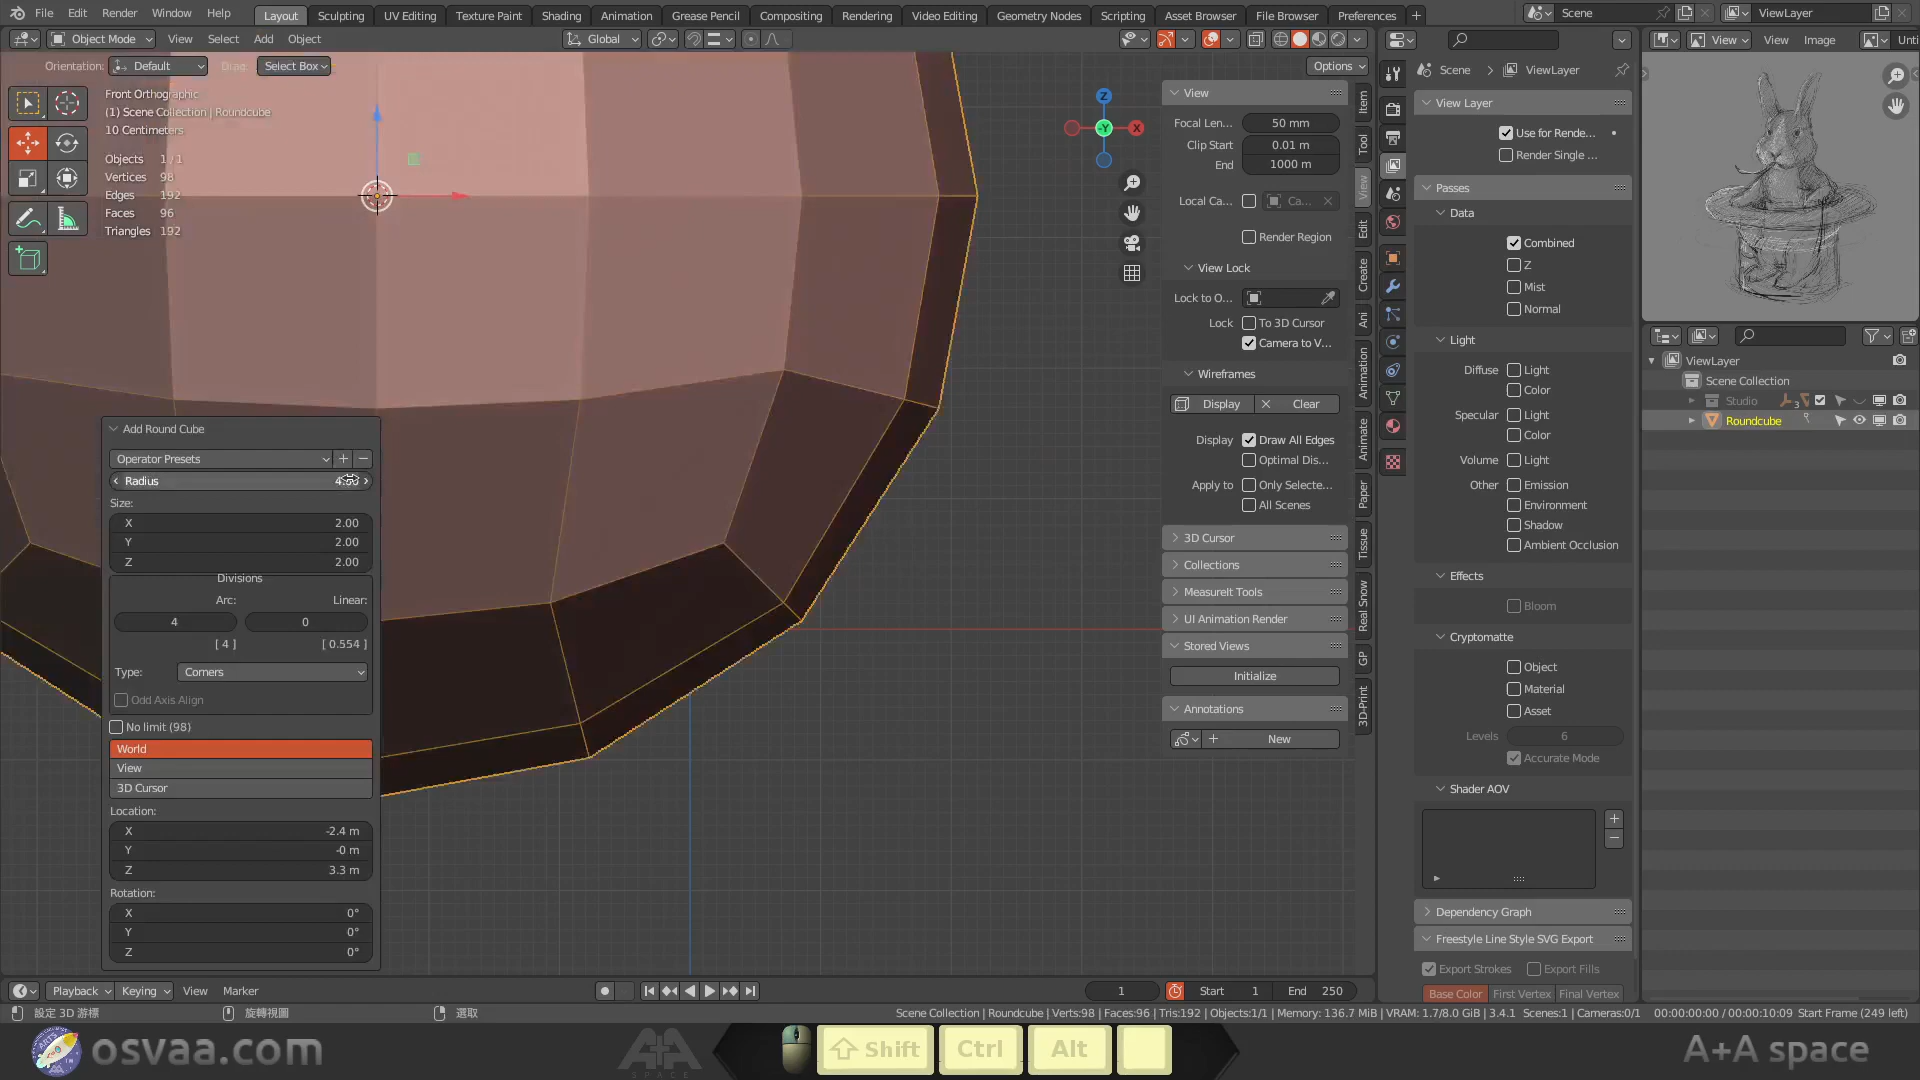 File Edit Render Window Help Layout Sculpting UV Editing Texture Paint Shading Animation Grease Pencil Compositing Rendering Video Editing Geometry Nodes Scripting Asset Browser File Browser Preferences + Scene ViewLayer
Object Mode View Select Add Object Global View View Image Unti
Orientation: Default Drag: Select Box Options Scene ViewLayer
Front Orthographic
(1) Scene Collection | Roundcube
10 Centimeters
Objects 1/1
Vertices 98
Edges 192
Faces 96
Triangles 192
Z
-Y X
View
Focal Len... 50 mm
Clip Start 0.01 m
End 1000 m
Local Ca... Ca...
Render Region
View Lock
Lock to O...
Lock To 3D Cursor
Camera to V...
Wireframes
Display Clear
Display Draw All Edges
Optimal Dis...
Apply to Only Selecte...
All Scenes
3D Cursor
Collections
MeasureIt Tools
UI Animation Render
Stored Views
Initialize
Annotations
+ New
Item
Tool
View
Edit
Create
Ani
Animation
Animate
Paper
Tissue
Real Snow
GP
3D-Print
View Layer
Use for Rende...
Render Single ...
Passes
Data
Combined
Z
Mist
Normal
Light
Diffuse Light
Color
Specular Light
Color
Volume Light
Other Emission
Environment
Shadow
Ambient Occlusion
Effects
Bloom
Cryptomatte
Object
Material
Asset
Levels 6
Accurate Mode
Shader AOV
Dependency Graph
Freestyle Line Style SVG Export
Export Strokes Export Fills
Base Color First Vertex Final Vertex
ViewLayer
Scene Collection
Studio 3
Roundcube
Add Round Cube
Operator Presets
Radius
Size:
X 2.00
Y 2.00
Z 2.00
Divisions
Arc: Linear:
4 0
[ 4 ] [ 0.554 ]
Type: Corners
Odd Axis Align
No limit (98)
World
View
3D Cursor
Location:
X -2.4 m
Y -0 m
Z 3.3 m
Rotation:
X 0°
Y 0°
Z 0°
Playback Keying View Marker 1 Start 1 End 250
設定 3D 游標 旋轉視圖 選取 Scene Collection | Roundcube | Verts:98 | Faces:96 | Tris:192 | Objects:1/1 | Memory: 136.7 MiB | VRAM: 1.7/8.0 GiB | 3.4.1 Scenes:1 | Cameras:0/1 00:00:00:00 / 00:00:10:09 Start Frame (249 left)
osvaa.com A+A SPACE Shift Ctrl Alt A+A space